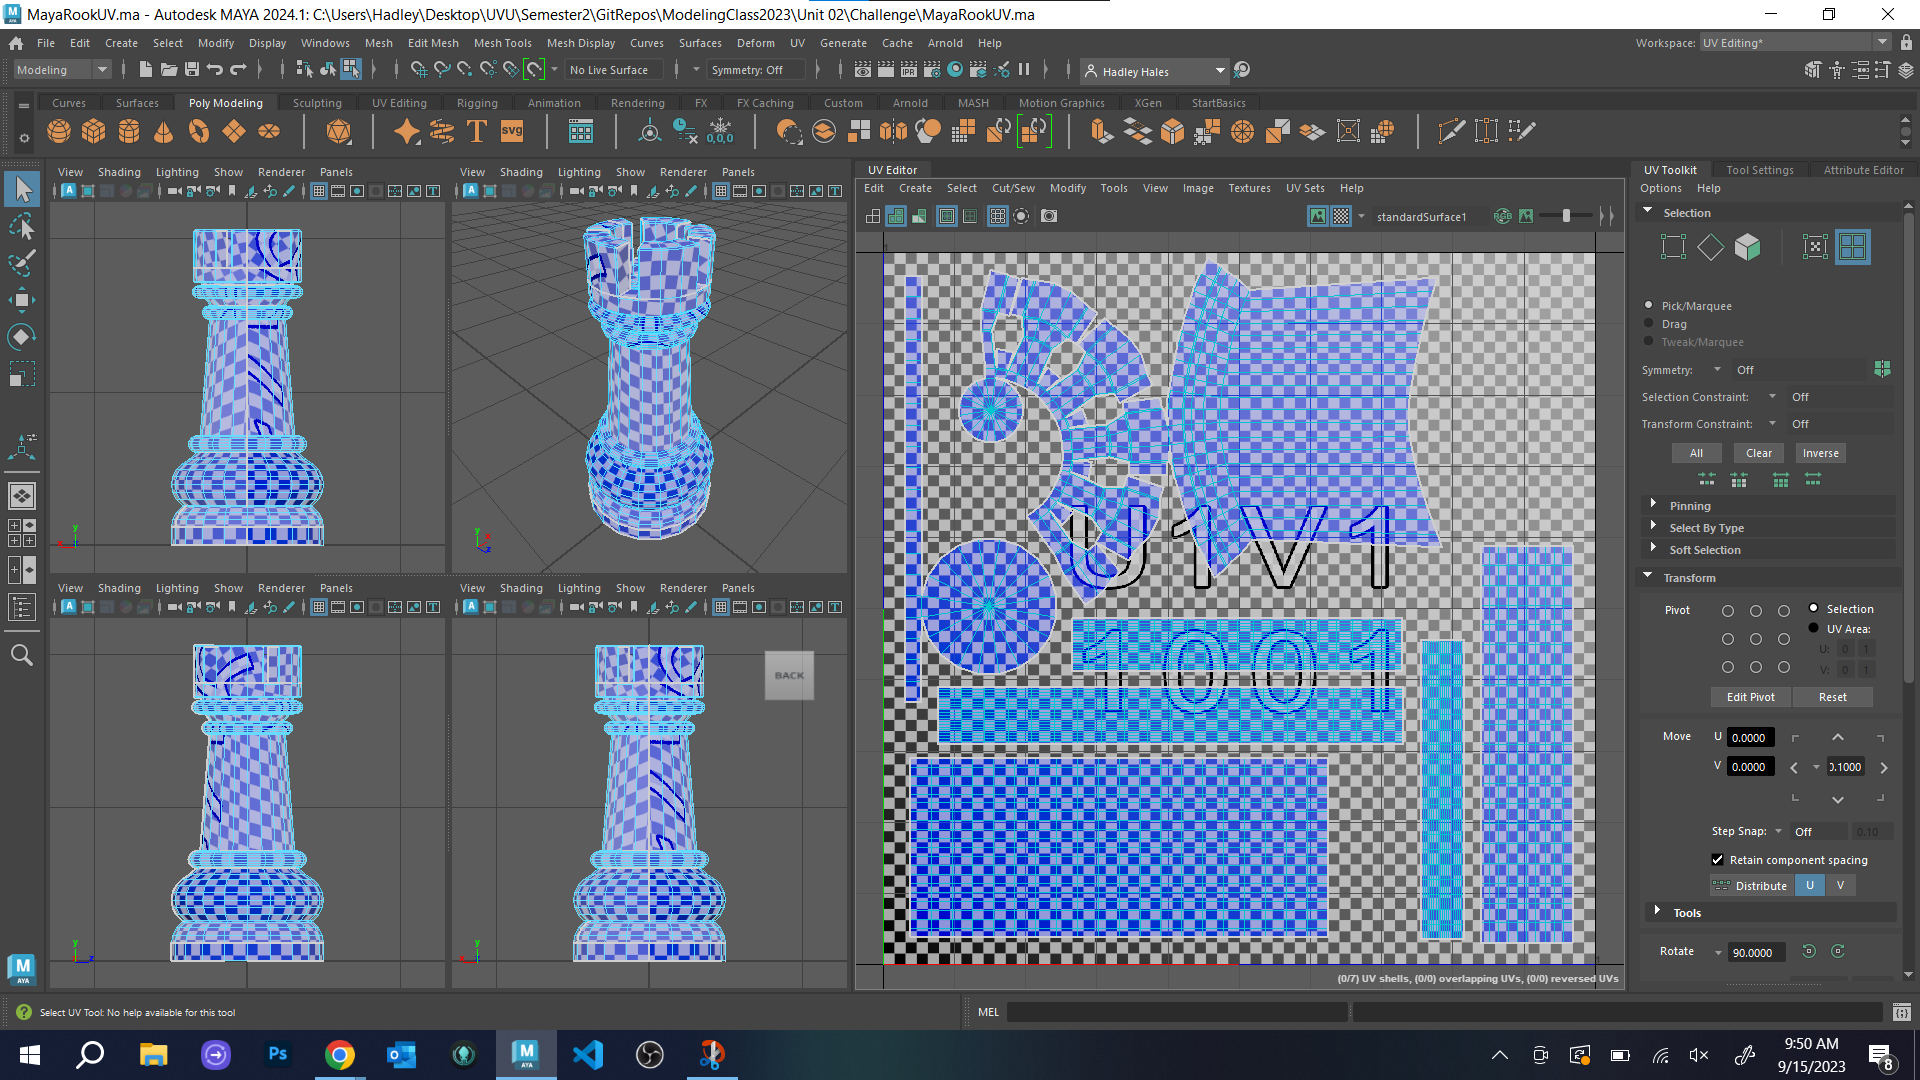 MayaRookUV.ma - Autodesk MAYA 2024.1: C:\Users\Hadley\Desktop\UVU\Semester2\GitRepos\ModelingClass2023\Unit 02\Challenge\MayaRookUV.ma
File Edit Create Select Modify Display Windows Mesh Edit Mesh Mesh Tools Mesh Display Curves Surfaces Deform UV Generate Cache Arnold Help
Workspace: UV Editing*
Modeling
No Live Surface
Symmetry: Off
IPR
Hadley Hales
Curves Surfaces Poly Modeling Sculpting UV Editing Rigging Animation Rendering FX FX Caching Custom Arnold MASH Motion Graphics XGen StartBasics
T SVG
0,0,0
View Shading Lighting Show Renderer Panels
View Shading Lighting Show Renderer Panels
View Shading Lighting Show Renderer Panels
View Shading Lighting Show Renderer Panels
BACK
UV Editor
Edit Create Select Cut/Sew Modify Tools View Image Textures UV Sets Help
standardSurface1
1
U1V1
1001
1
(0/7) UV shells, (0/0) overlapping UVs, (0/0) reversed UVs
UV Toolkit Tool Settings Attribute Editor
Options Help
Selection
Pick/Marquee
Drag
Tweak/Marquee
Symmetry: Off
Selection Constraint: Off
Transform Constraint: Off
All Clear Inverse
Pinning
Select By Type
Soft Selection
Transform
Pivot Selection
UV Area:
U: 0 1
V: 0 1
Edit Pivot Reset
Move U 0.0000
V 0.0000
0.1000
Step Snap: Off 0.10
Retain component spacing
Distribute U V
Tools
Rotate 90.0000
Select UV Tool: No help available for this tool
MEL
M
AYA
9:50 AM
9/15/2023
8